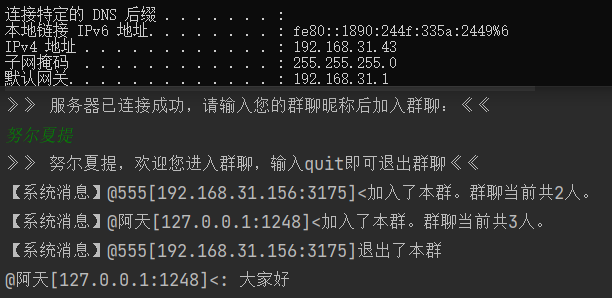 连接特定的 DNS 后缀 . . . . . . . :
本地链接 IPv6 地址. . . . . . . . : fe80::1890:244f:335a:2449%6
IPv4 地址 . . . . . . . . . . . . : 192.168.31.43
子网掩码 . . . . . . . . . . . . : 255.255.255.0
默认网关. . . . . . . . . . . . . : 192.168.31.1
》》 服务器已连接成功，请输入您的群聊昵称后加入群聊：《《
努尔夏提
》》 努尔夏提，欢迎您进入群聊，输入quit即可退出群聊《《
【系统消息】@555[192.168.31.156:3175]<加入了本群。群聊当前共2人。
【系统消息】@阿天[127.0.0.1:1248]<加入了本群。群聊当前共3人。
【系统消息】@555[192.168.31.156:3175]退出了本群
@阿天[127.0.0.1:1248]<: 大家好